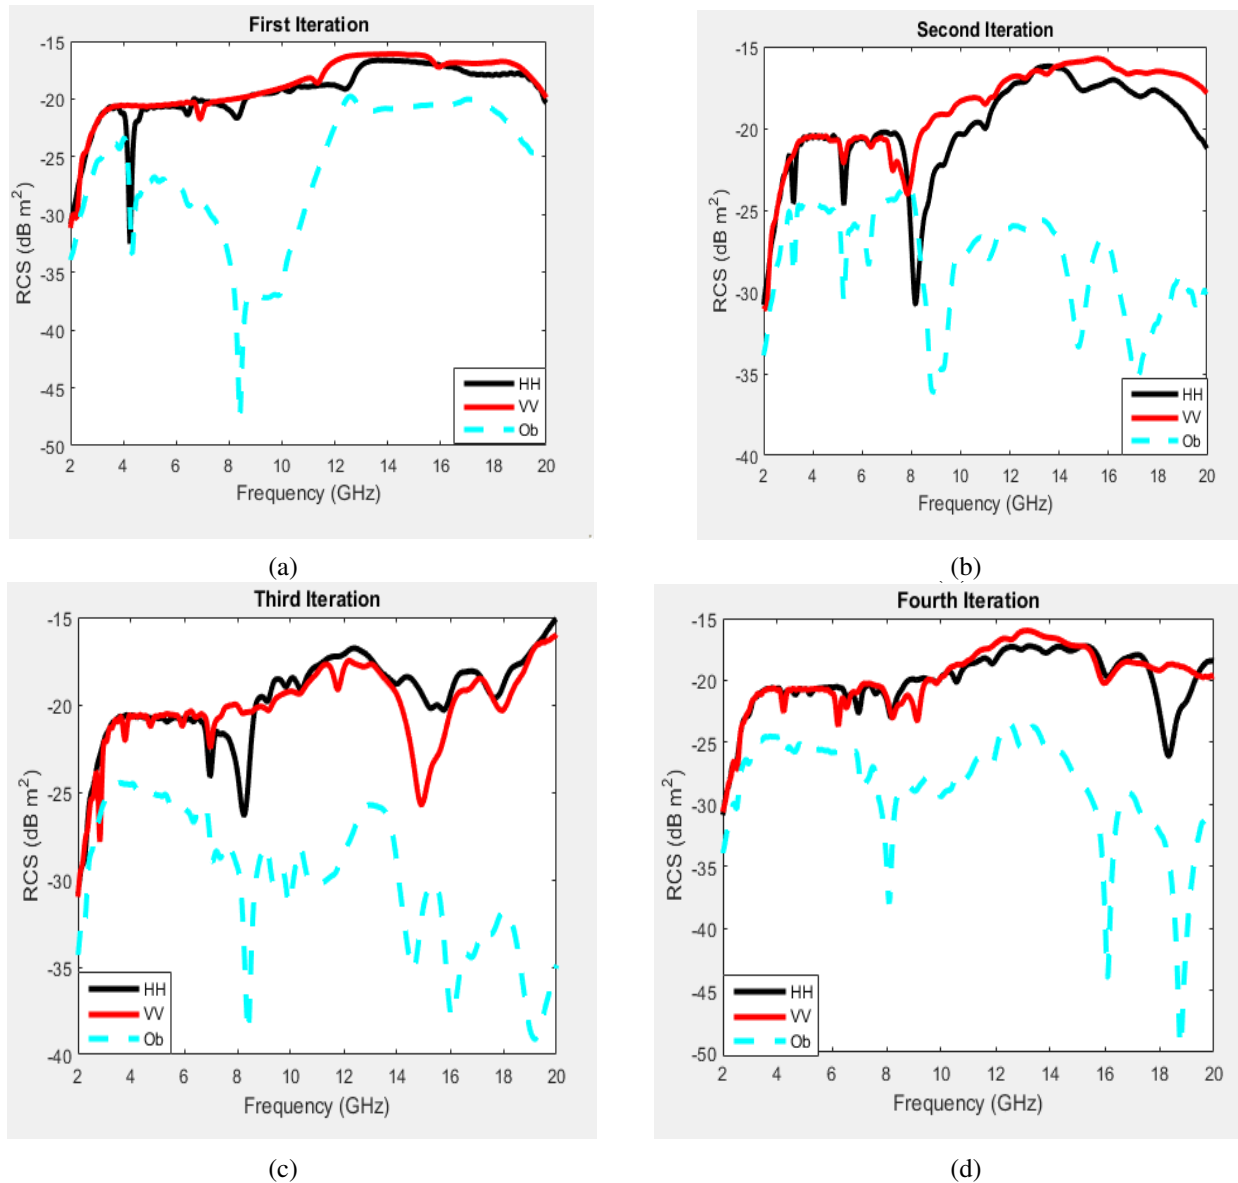 First Iteration
-15
-20
-25
-30
-35
-40
-45
-50
RCS (dB m²)
HH
VV
Ob
2 4 6 8 10 12 14 16 18 20
Frequency (GHz)
(a)
Second Iteration
-15
-20
-25
-30
-35
-40
RCS (dB m²)
HH
VV
Ob
2 4 6 8 10 12 14 16 18 20
Frequency (GHz)
(b)
Third Iteration
-15
-20
-25
-30
-35
-40
RCS (dB m²)
HH
VV
Ob
2 4 6 8 10 12 14 16 18 20
Frequency (GHz)
(c)
Fourth Iteration
-15
-20
-25
-30
-35
-40
-45
-50
RCS (dB m²)
HH
VV
Ob
2 4 6 8 10 12 14 16 18 20
Frequency (GHz)
(d)